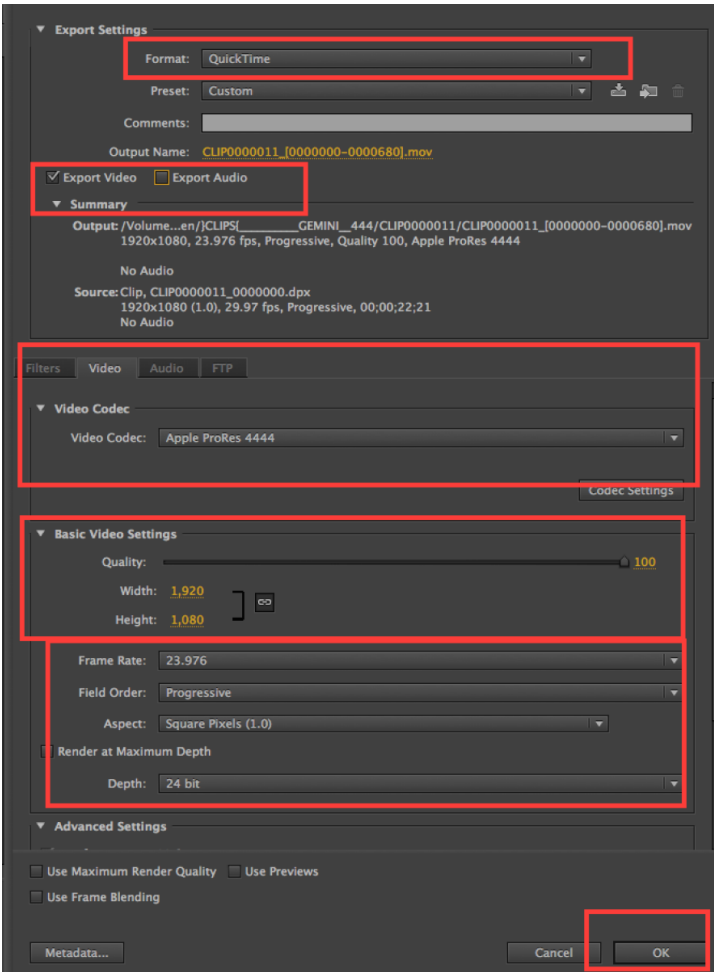 Export Settings
Format: QuickTime
Preset: Custom
Comments:
Output Name: CLIP0000011_[0000000-0000680].mov
Export Video Export Audio
Summary
Output: /Volume...en/}CLIPS(__________GEMINI__444/CLIP0000011/CLIP0000011_[0000000-0000680].mov
1920x1080, 23.976 fps, Progressive, Quality 100, Apple ProRes 4444
No Audio
Source: Clip, CLIP0000011_0000000.dpx
1920x1080 (1.0), 29.97 fps, Progressive, 00;00;22;21
No Audio
Filters Video Audio FTP
Video Codec
Video Codec: Apple ProRes 4444
Codec Settings
Basic Video Settings
Quality: 100
Width: 1,920
Height: 1,080
Frame Rate: 23.976
Field Order: Progressive
Aspect: Square Pixels (1.0)
Render at Maximum Depth
Depth: 24 bit
Advanced Settings
Use Maximum Render Quality Use Previews
Use Frame Blending
Metadata... Cancel OK